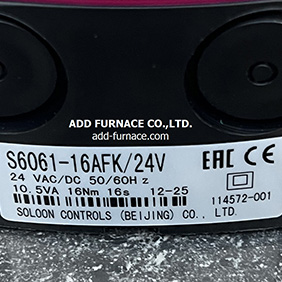 ADD FURNACE CO.,LTD.
add-furnace.com
S6061-16AFK/24V
EAC CE
24 VAC/DC 50/60Hz
10.5VA 16Nm 16s 12-25
114572-001
SOLOON CONTROLS (BEIJING) CO., LTD.